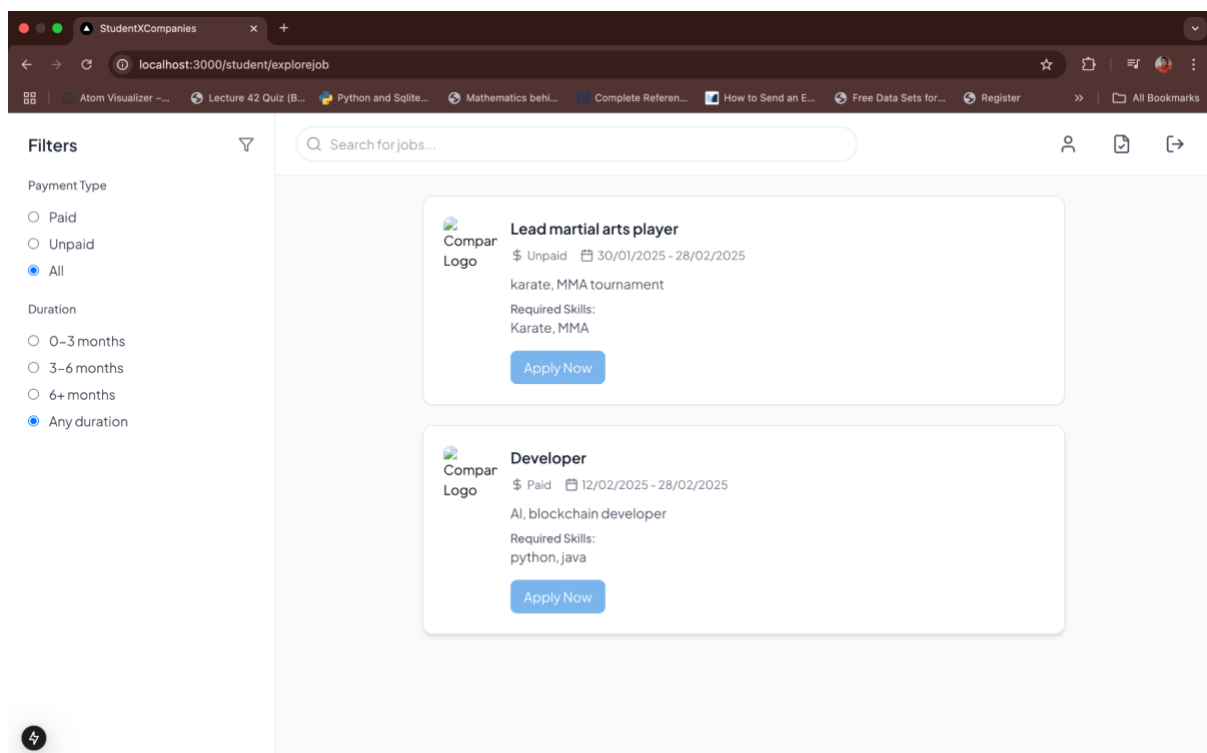 StudentXCompanies
localhost:3000/student/explorejob
Atom Visualizer –...
Lecture 42 Quiz (B...
Python and Sqlite...
Mathematics behi...
Complete Referen...
How to Send an E...
Free Data Sets for...
Register
All Bookmarks
Filters
Search for jobs...
Payment Type
Paid
Unpaid
All
Duration
0–3 months
3–6 months
6+ months
Any duration
Compar
Logo
Lead martial arts player
$ Unpaid 30/01/2025 - 28/02/2025
karate, MMA tournament
Required Skills:
Karate, MMA
Apply Now
Compar
Logo
Developer
$ Paid 12/02/2025 - 28/02/2025
AI, blockchain developer
Required Skills:
python, java
Apply Now